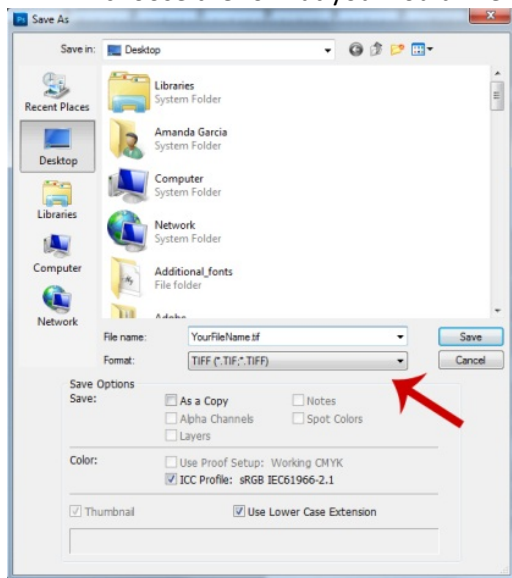 Save As
Save in: Desktop
Recent Places
Desktop
Libraries
Computer
Network
Libraries
System Folder
Amanda Garcia
System Folder
Computer
System Folder
Network
System Folder
Additional_fonts
File folder
File name: YourFileName.tif Save
Format: TIFF (*.TIF;*.TIFF) Cancel
Save Options
Save: As a Copy Notes
Alpha Channels Spot Colors
Layers
Color: Use Proof Setup: Working CMYK
ICC Profile: sRGB IEC61966-2.1
Thumbnail Use Lower Case Extension